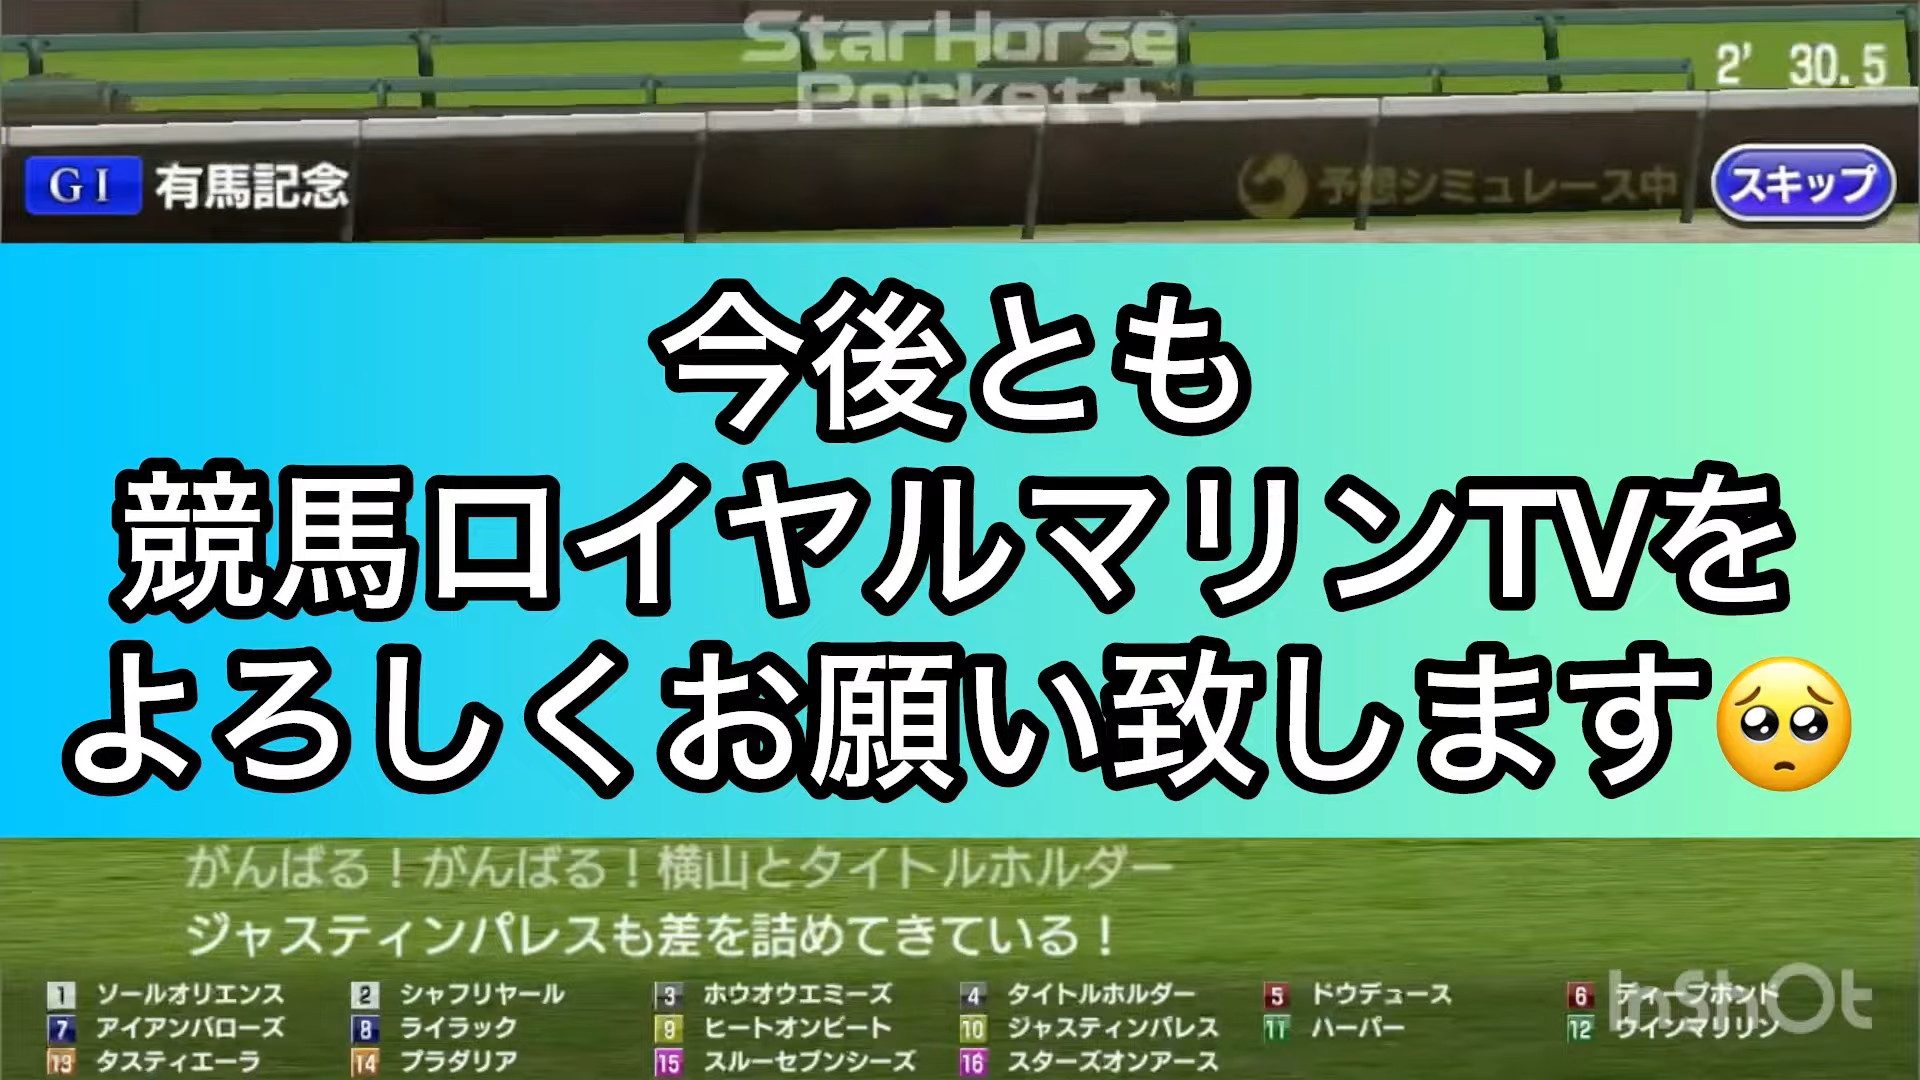 StarHorse
Pocket+
2' 30.5
GI 有馬記念
予想シミュレース中
スキップ
今後とも
競馬ロイヤルマリンTVを
よろしくお願い致します🥺
がんばる！がんばる！横山とタイトルホルダー
ジャスティンパレスも差を詰めてきている！
1 ソールオリエンス 2 シャフリヤール 3 ホウオウエミーズ 4 タイトルホルダー 5 ドウデュース 6 ディープボンド
7 アイアンバローズ 8 ライラック 9 ヒートオンビート 10 ジャスティンパレス 11 ハーパー 12 ウインマリリン
13 タスティエーラ 14 プラダリア 15 スルーセブンシーズ 16 スターズオンアース
InShOt